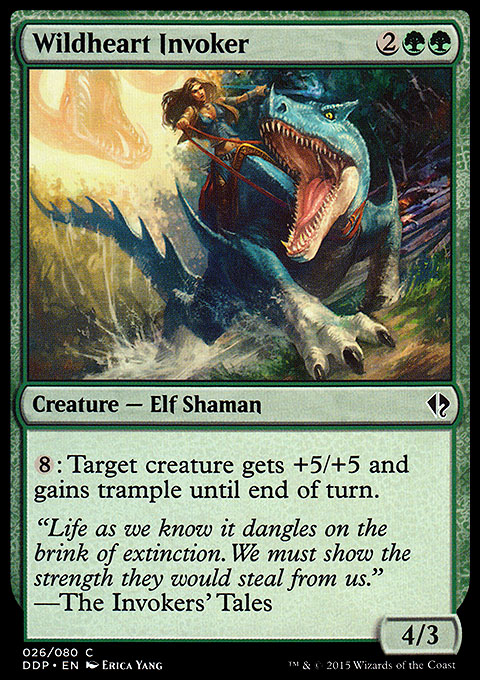 Wildheart Invoker 2
Creature — Elf Shaman
8: Target creature gets +5/+5 and
gains trample until end of turn.
“Life as we know it dangles on the
brink of extinction. We must show the
strength they would steal from us.”
—The Invokers’ Tales
4/3
026/080 C
DDP • EN Erica Yang
™ & © 2015 Wizards of the Coast